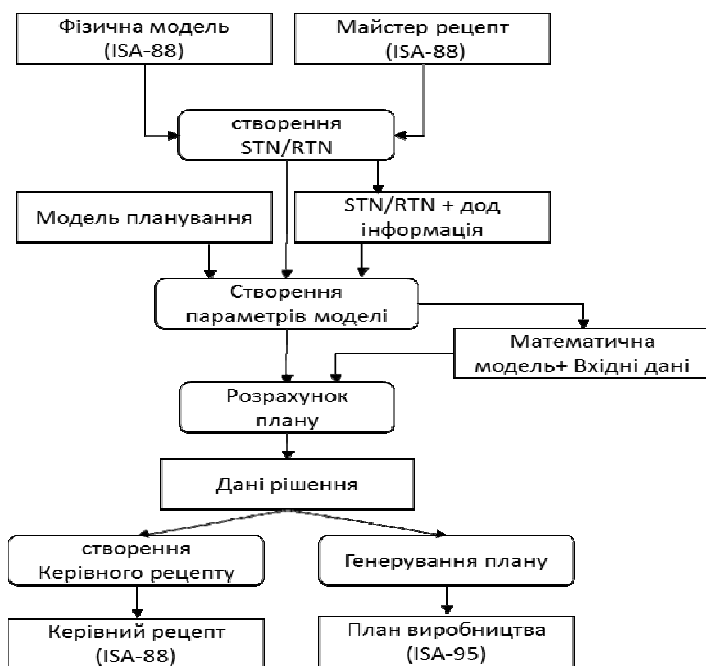 Фізична модель
(ISA-88)
Майстер рецепт
(ISA-88)
створення
STN/RTN
Модель планування
STN/RTN + дод
інформація
Створення
параметрів моделі
Математична
модель+ Вхідні дані
Розрахунок
плану
Дані рішення
створення
Керівного рецепту
Генерування плану
Керівний рецепт
(ISA-88)
План виробництва
(ISA-95)